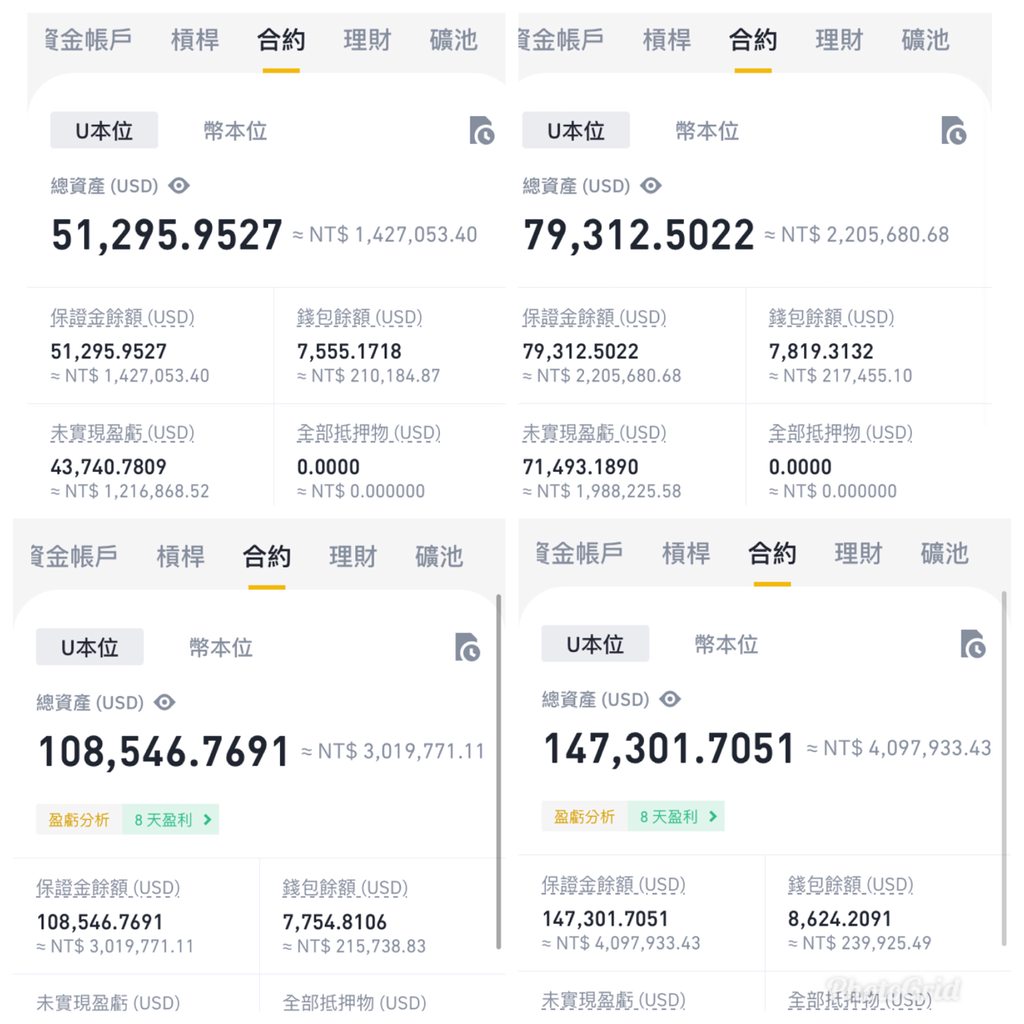 資金帳戶 槓桿 合約 理財 礦池
U本位 幣本位
總資產 (USD)
51,295.9527 ≈ NT$ 1,427,053.40
保證金餘額 (USD) 錢包餘額 (USD)
51,295.9527 7,555.1718
≈ NT$ 1,427,053.40 ≈ NT$ 210,184.87
未實現盈虧 (USD) 全部抵押物 (USD)
43,740.7809 0.0000
≈ NT$ 1,216,868.52 ≈ NT$ 0.000000
資金帳戶 槓桿 合約 理財 礦池
U本位 幣本位
總資產 (USD)
79,312.5022 ≈ NT$ 2,205,680.68
保證金餘額 (USD) 錢包餘額 (USD)
79,312.5022 7,819.3132
≈ NT$ 2,205,680.68 ≈ NT$ 217,455.10
未實現盈虧 (USD) 全部抵押物 (USD)
71,493.1890 0.0000
≈ NT$ 1,988,225.58 ≈ NT$ 0.000000
資金帳戶 槓桿 合約 理財 礦池
U本位 幣本位
總資產 (USD)
108,546.7691 ≈ NT$ 3,019,771.11
盈虧分析 8 天盈利
保證金餘額 (USD) 錢包餘額 (USD)
108,546.7691 7,754.8106
≈ NT$ 3,019,771.11 ≈ NT$ 215,738.83
未實現盈虧 (USD) 全部抵押物 (USD)
資金帳戶 槓桿 合約 理財 礦池
U本位 幣本位
總資產 (USD)
147,301.7051 ≈ NT$ 4,097,933.43
盈虧分析 8 天盈利
保證金餘額 (USD) 錢包餘額 (USD)
147,301.7051 8,624.2091
≈ NT$ 4,097,933.43 ≈ NT$ 239,925.49
未實現盈虧 (USD) 全部抵押物 (USD)
PhotoGrid